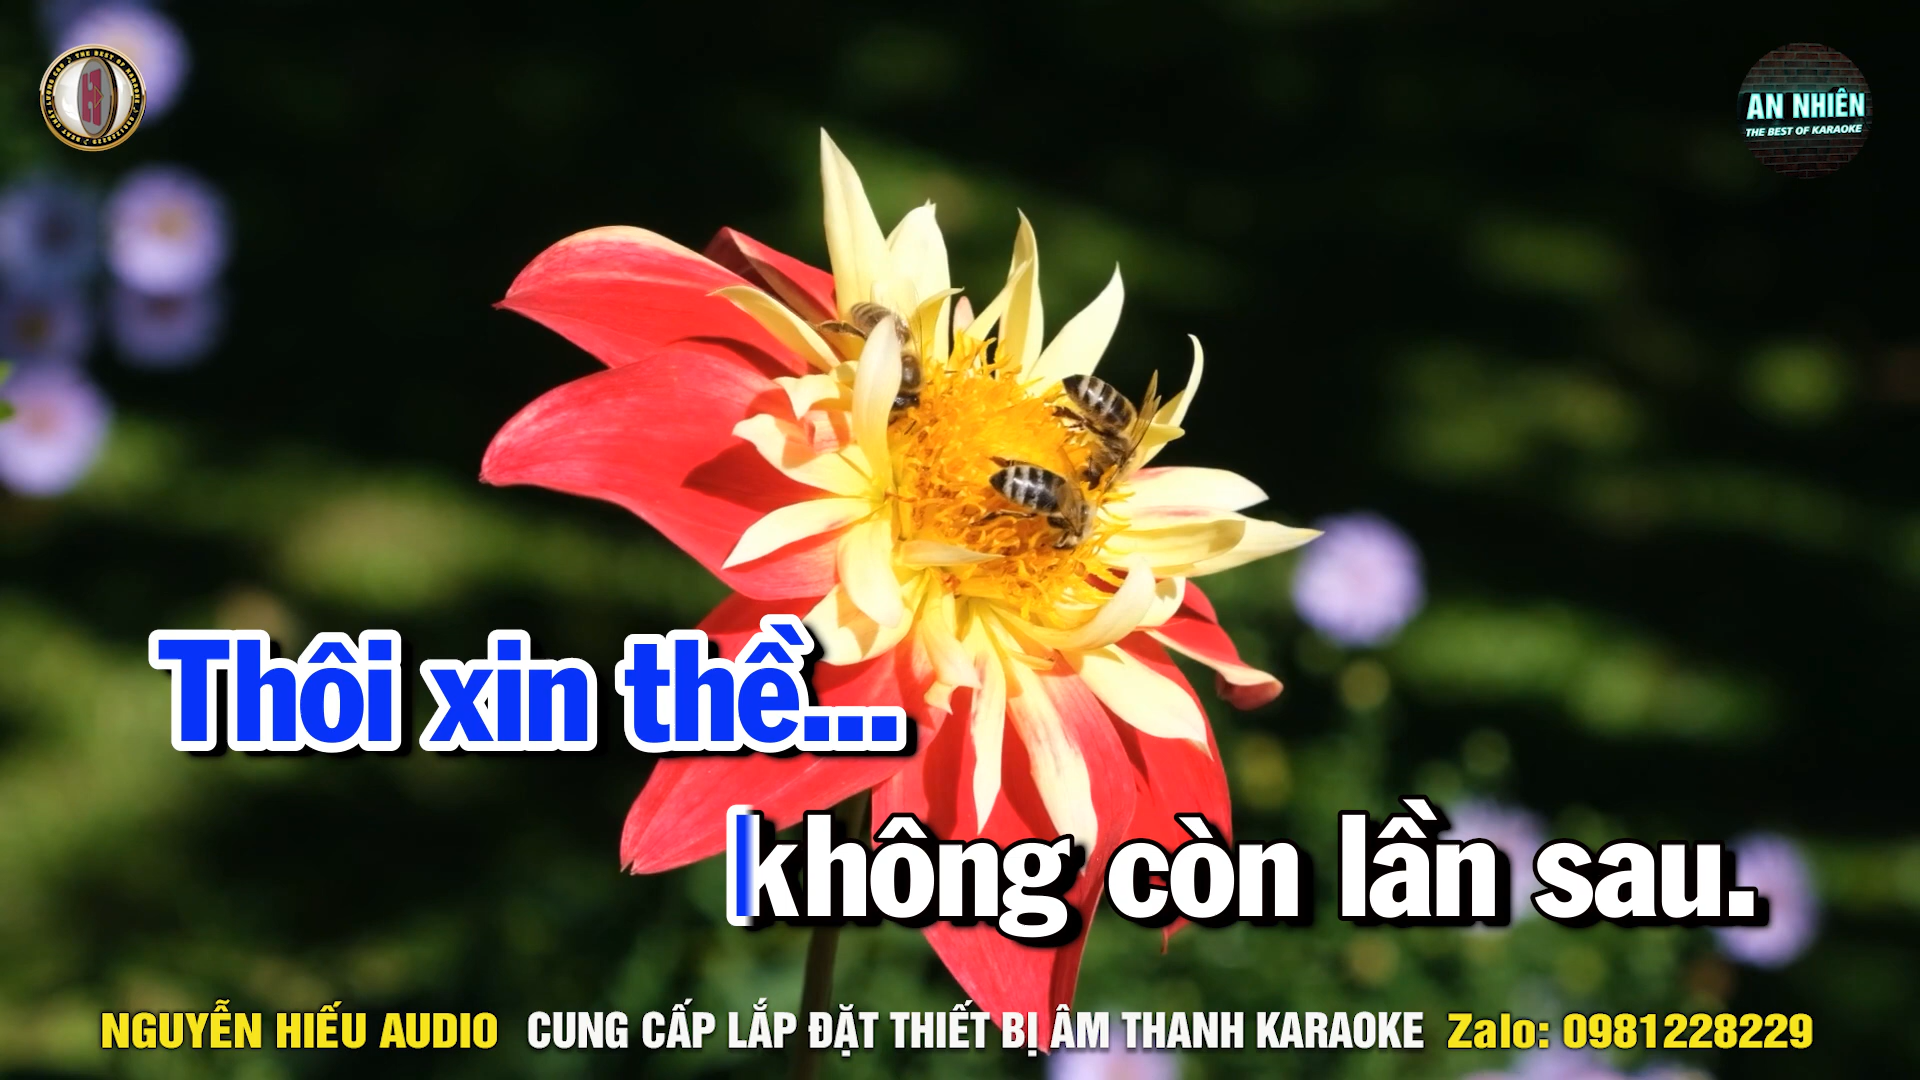 AN NHIÊN
THE BEST OF KARAOKE
Thôi xin thề...
không còn lần sau.
NGUYỄN HIẾU AUDIO CUNG CẤP LẮP ĐẶT THIẾT BỊ ÂM THANH KARAOKE Zalo: 0981228229